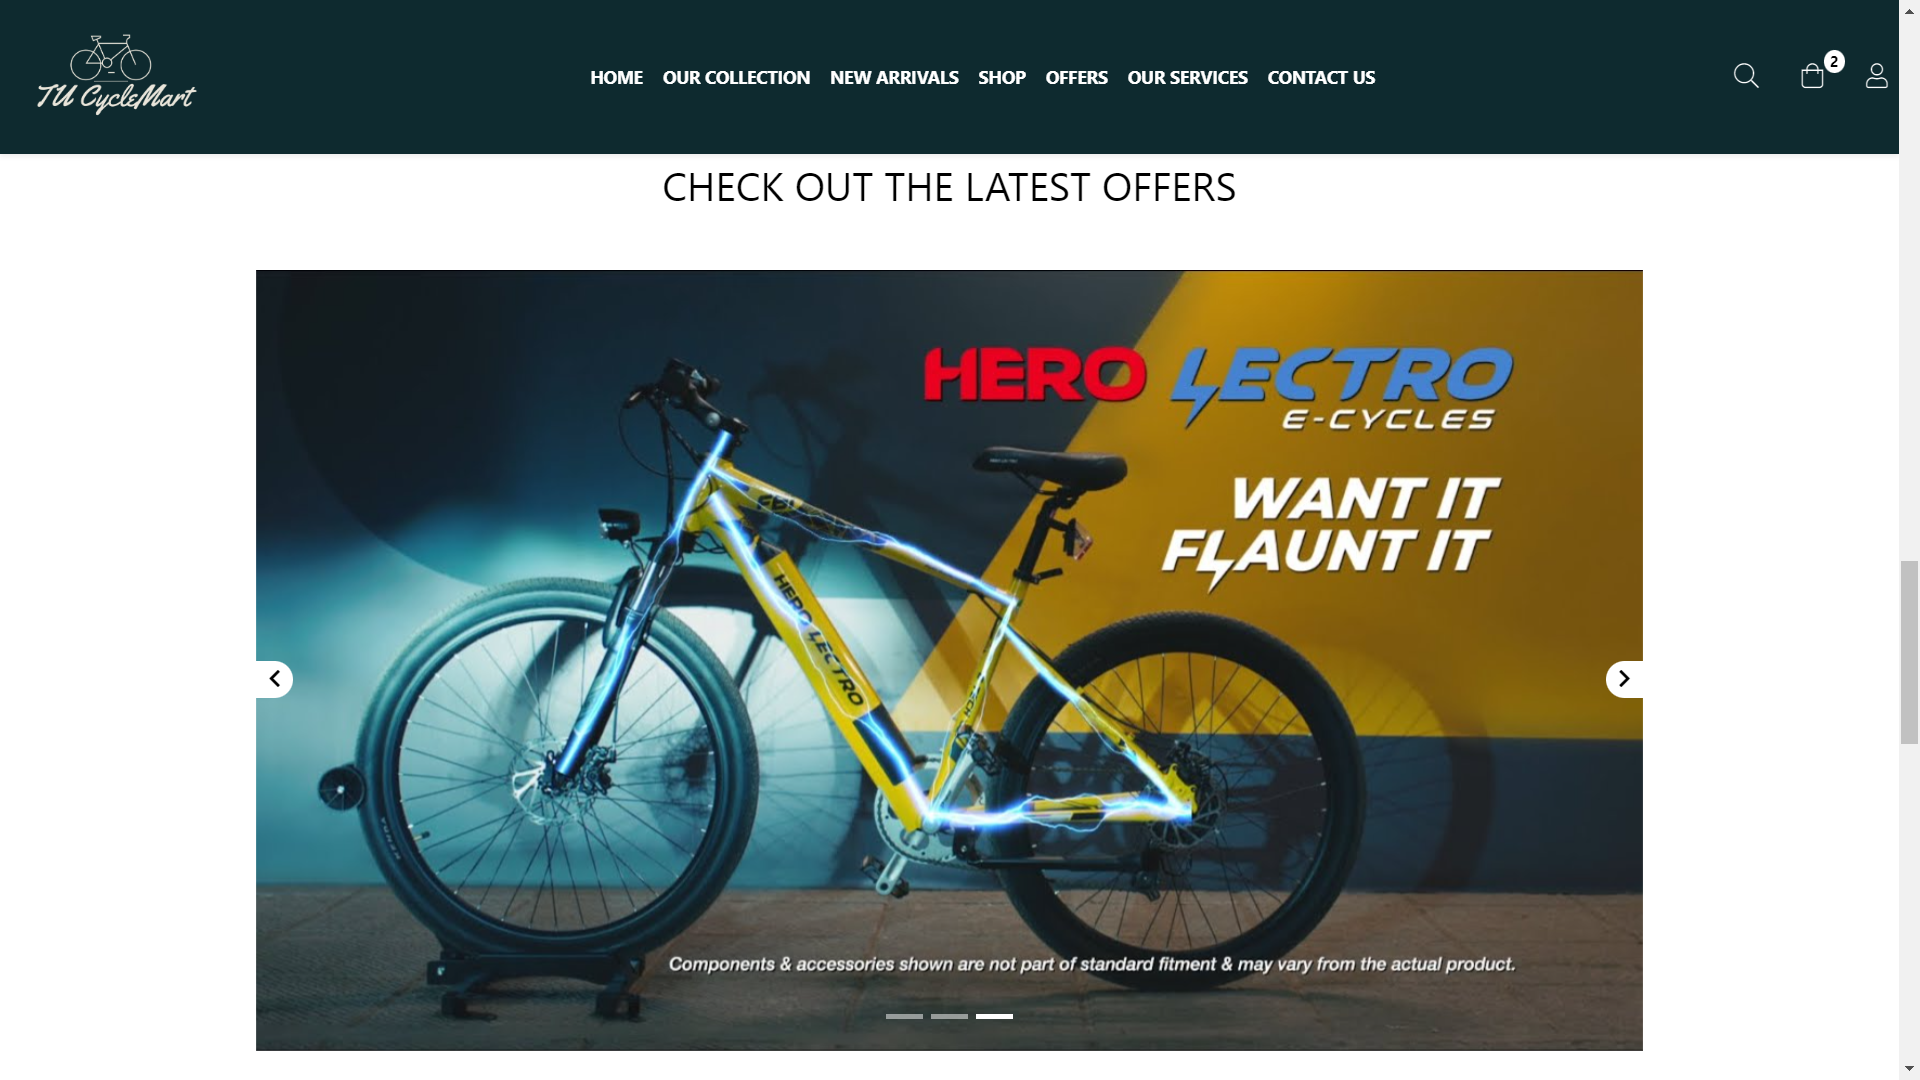 TU CycleMart
HOME OUR COLLECTION NEW ARRIVALS SHOP OFFERS OUR SERVICES CONTACT US
2
CHECK OUT THE LATEST OFFERS
HERO LECTRO
E-CYCLES
WANT IT
FLAUNT IT
HERO LECTRO
Components & accessories shown are not part of standard fitment & may vary from the actual product.